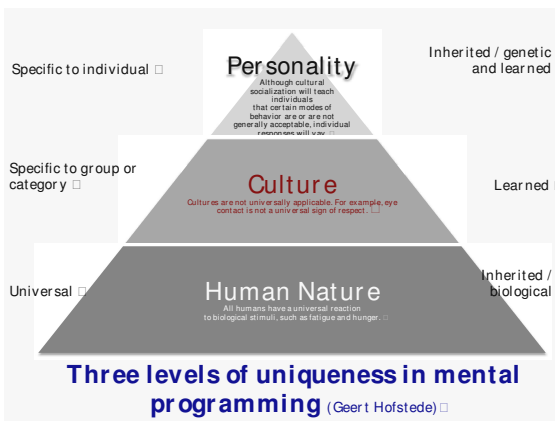 Specific to individual
Personality
Although cultural
socialization will teach
individuals
that certain modes of
behavior are or are not
generally acceptable, individual
responses will vay.
Inherited / genetic
and learned
Specific to group or
category
Culture
Cultures are not universally applicable. For example, eye
contact is not a universal sign of respect.
Learned
Universal
Human Nature
All humans have a universal reaction
to biological stimuli, such as fatigue and hunger.
Inherited /
biological
Three levels of uniqueness in mental
programming (Geert Hofstede)